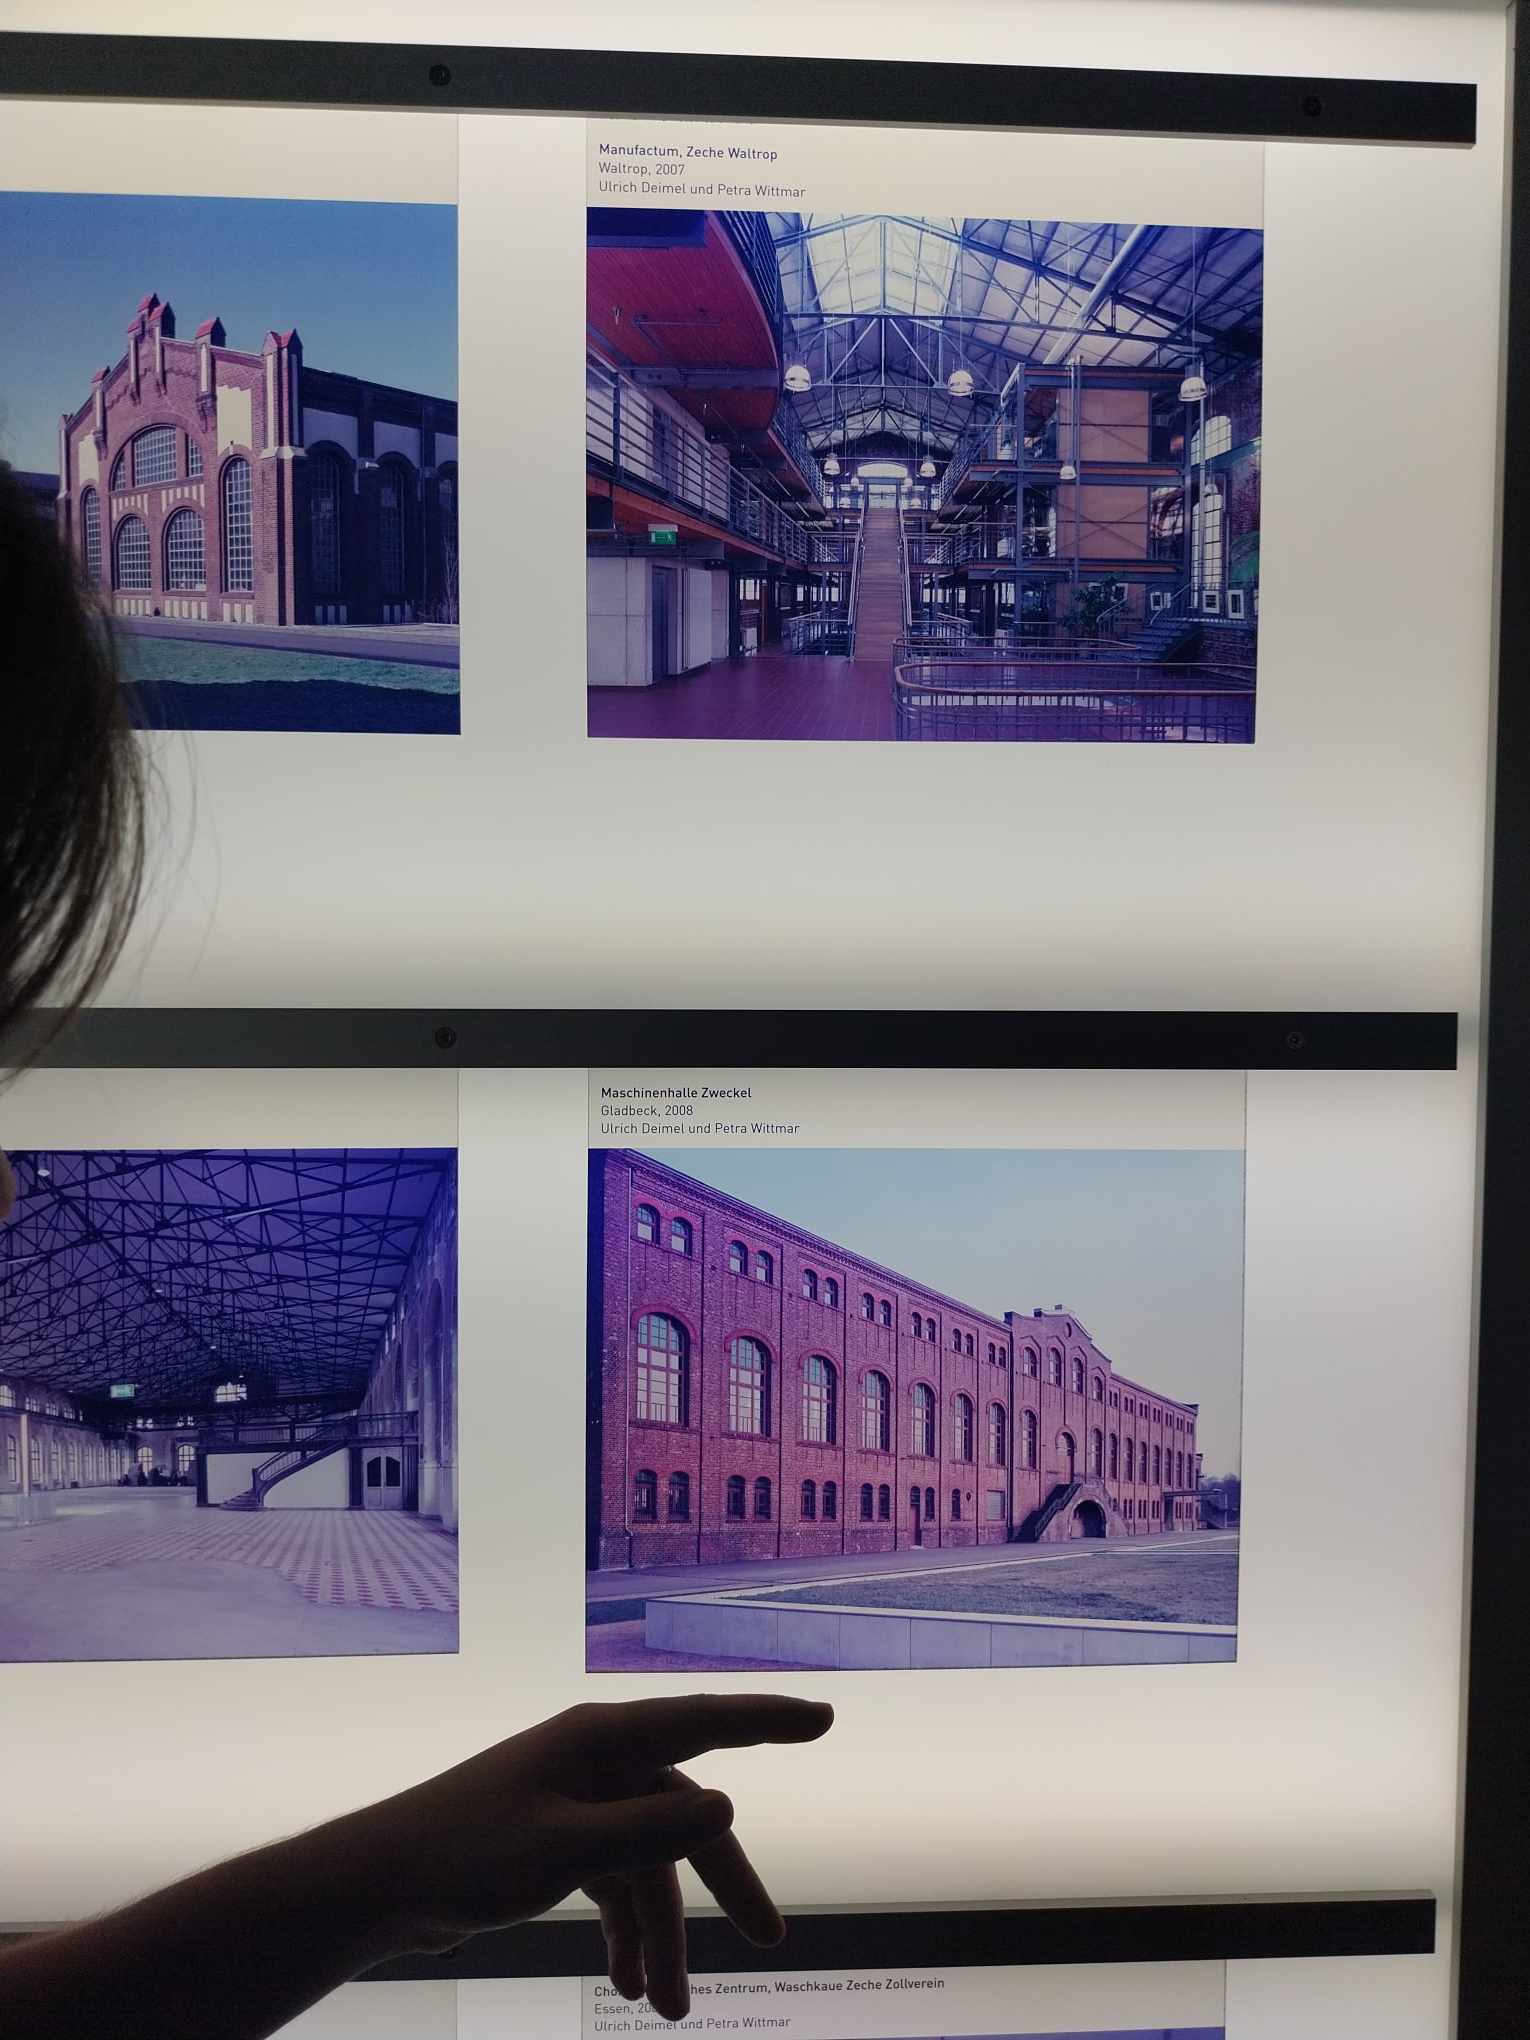 Manufactum, Zeche Waltrop
Waltrop, 2007
Ulrich Deimel und Petra Wittmar
Maschinenhalle Zweckel
Gladbeck, 2008
Ulrich Deimel und Petra Wittmar
Zentrum, Waschkaue Zeche Zollverein
Essen,
Ulrich Deimel und Petra Wittmar